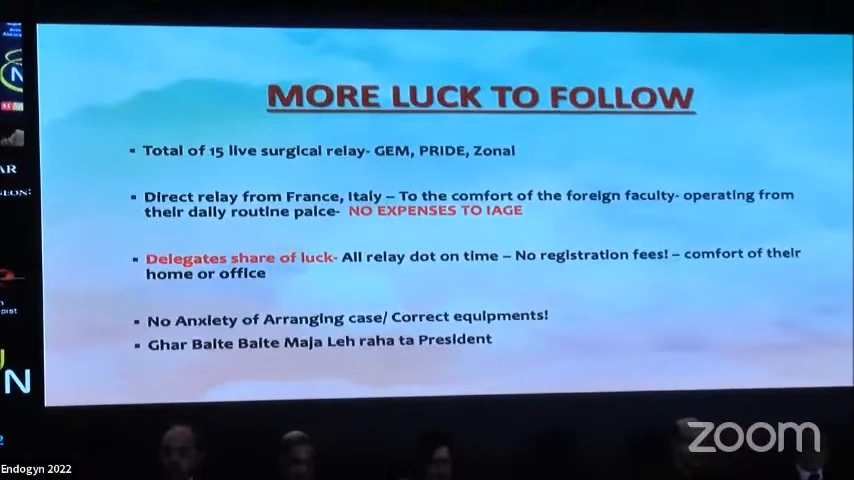 MORE LUCK TO FOLLOW
Total of 15 live surgical relay- GEM, PRIDE, Zonal
Direct relay from France, Italy – To the comfort of the foreign faculty- operating from
their daily routine palce- NO EXPENSES TO IAGE
Delegates share of luck- All relay dot on time – No registration fees! – comfort of their
home or office
No Anxiety of Arranging case/ Correct equipments!
Ghar Baite Baite Maja Leh raha ta President
N
AR
N
zoom
Endogyn 2022